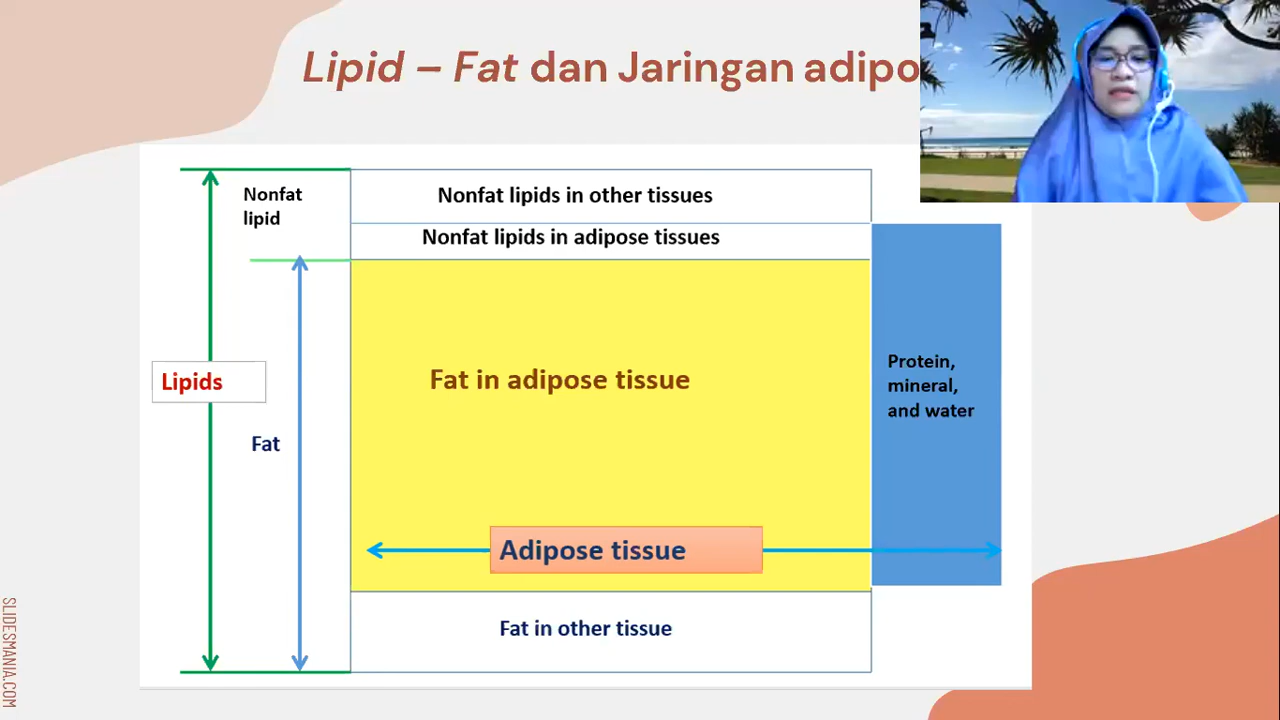 Lipid – Fat dan Jaringan adipo
Nonfat
lipid
Nonfat lipids in other tissues
Nonfat lipids in adipose tissues
Fat in adipose tissue
Protein,
mineral,
and water
Lipids
Fat
Adipose tissue
Fat in other tissue
SLIDESMANIA.COM